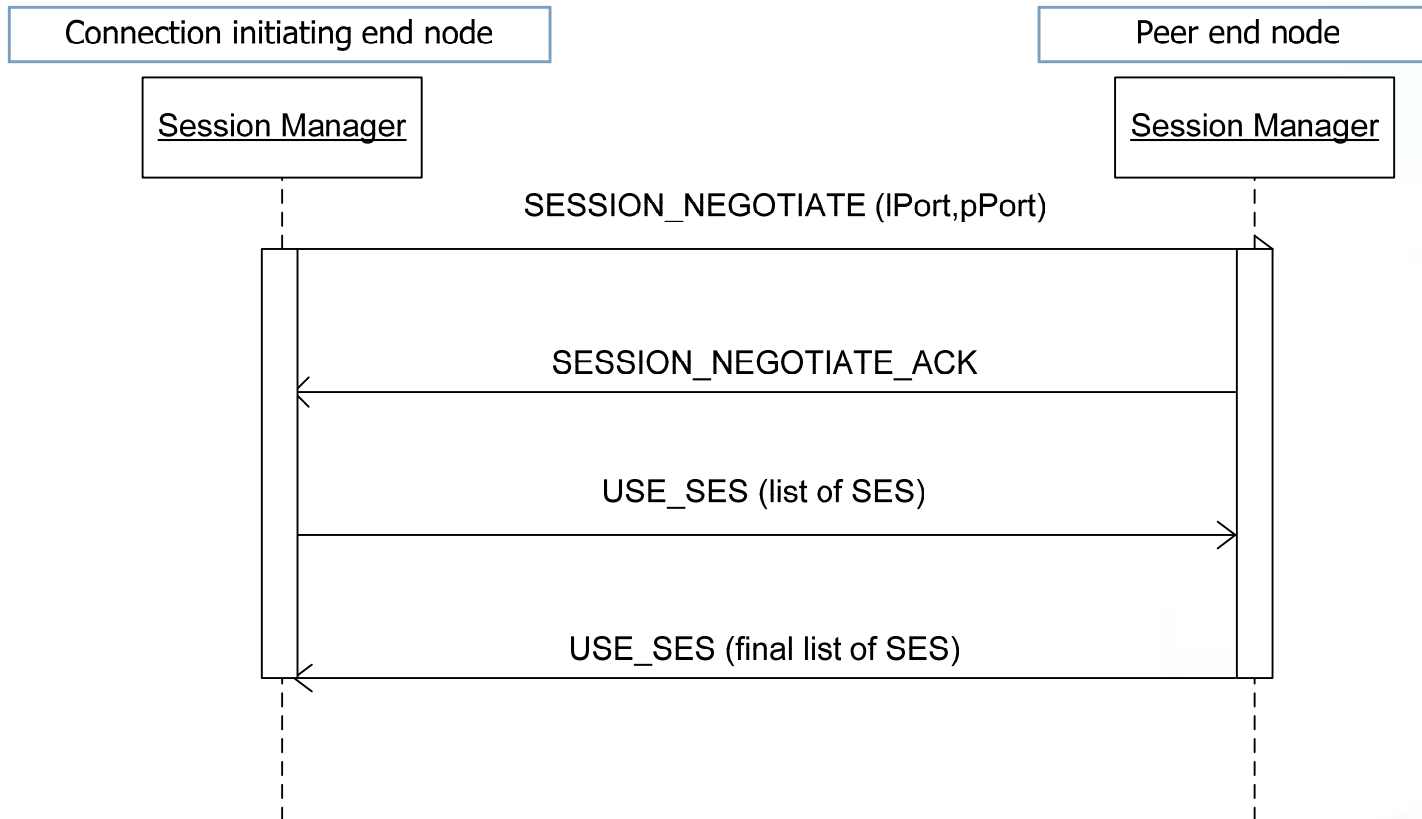 Connection initiating end node
Peer end node
Session Manager
Session Manager
SESSION_NEGOTIATE (lPort,pPort)
SESSION_NEGOTIATE_ACK
USE_SES (list of SES)
USE_SES (final list of SES)